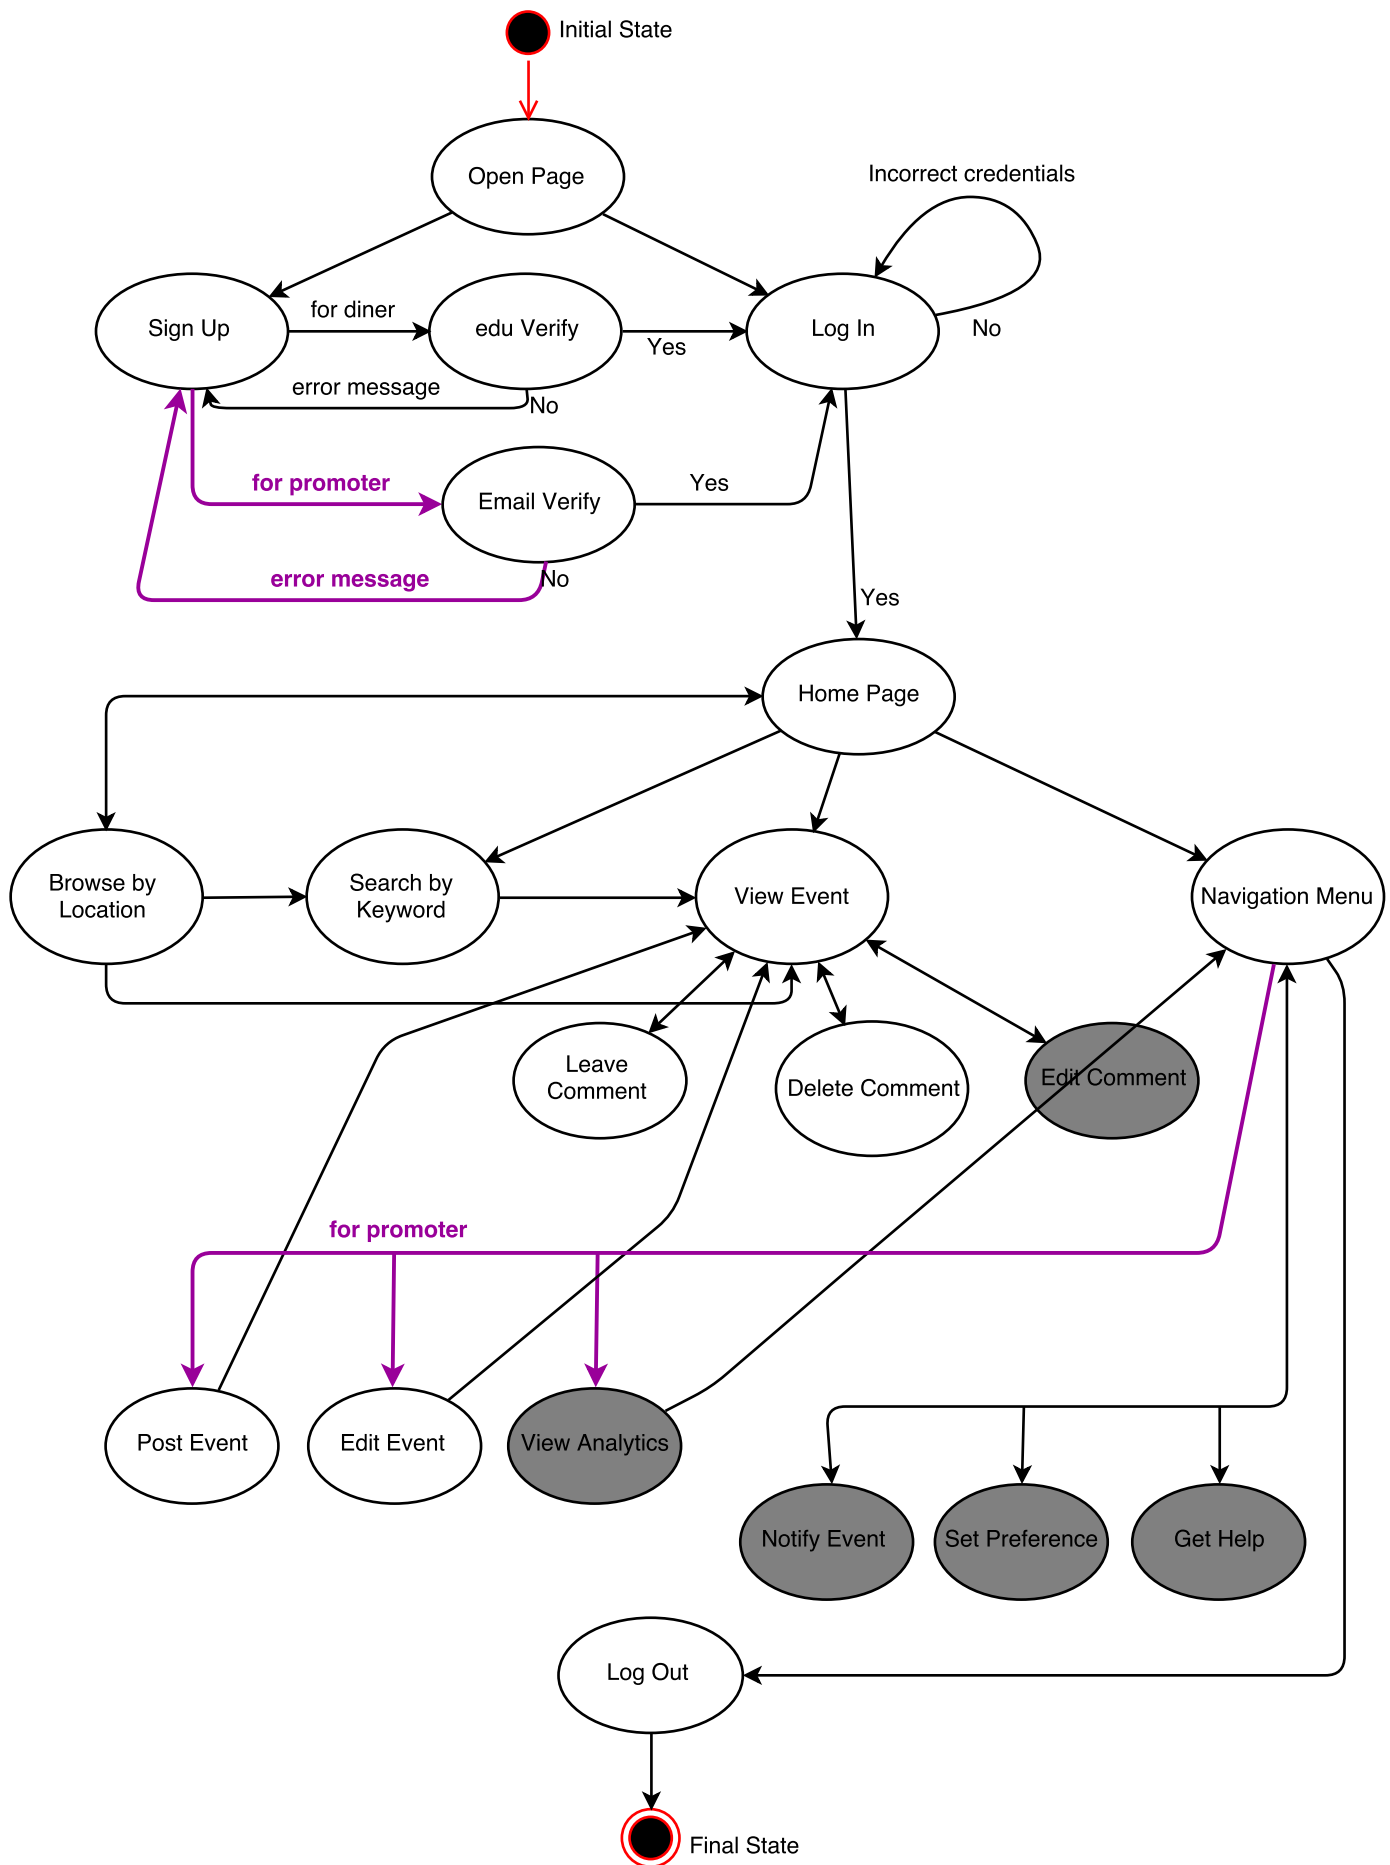 Initial State
Open Page
Incorrect credentials
Sign Up
for diner
edu Verify
Yes
Log In
No
error message
No
for promoter
Email Verify
Yes
error message
No
Yes
Home Page
Browse by
Location
Search by
Keyword
View Event
Navigation Menu
Leave
Comment
Delete Comment
Edit Comment
for promoter
Post Event
Edit Event
View Analytics
Notify Event
Set Preference
Get Help
Log Out
Final State